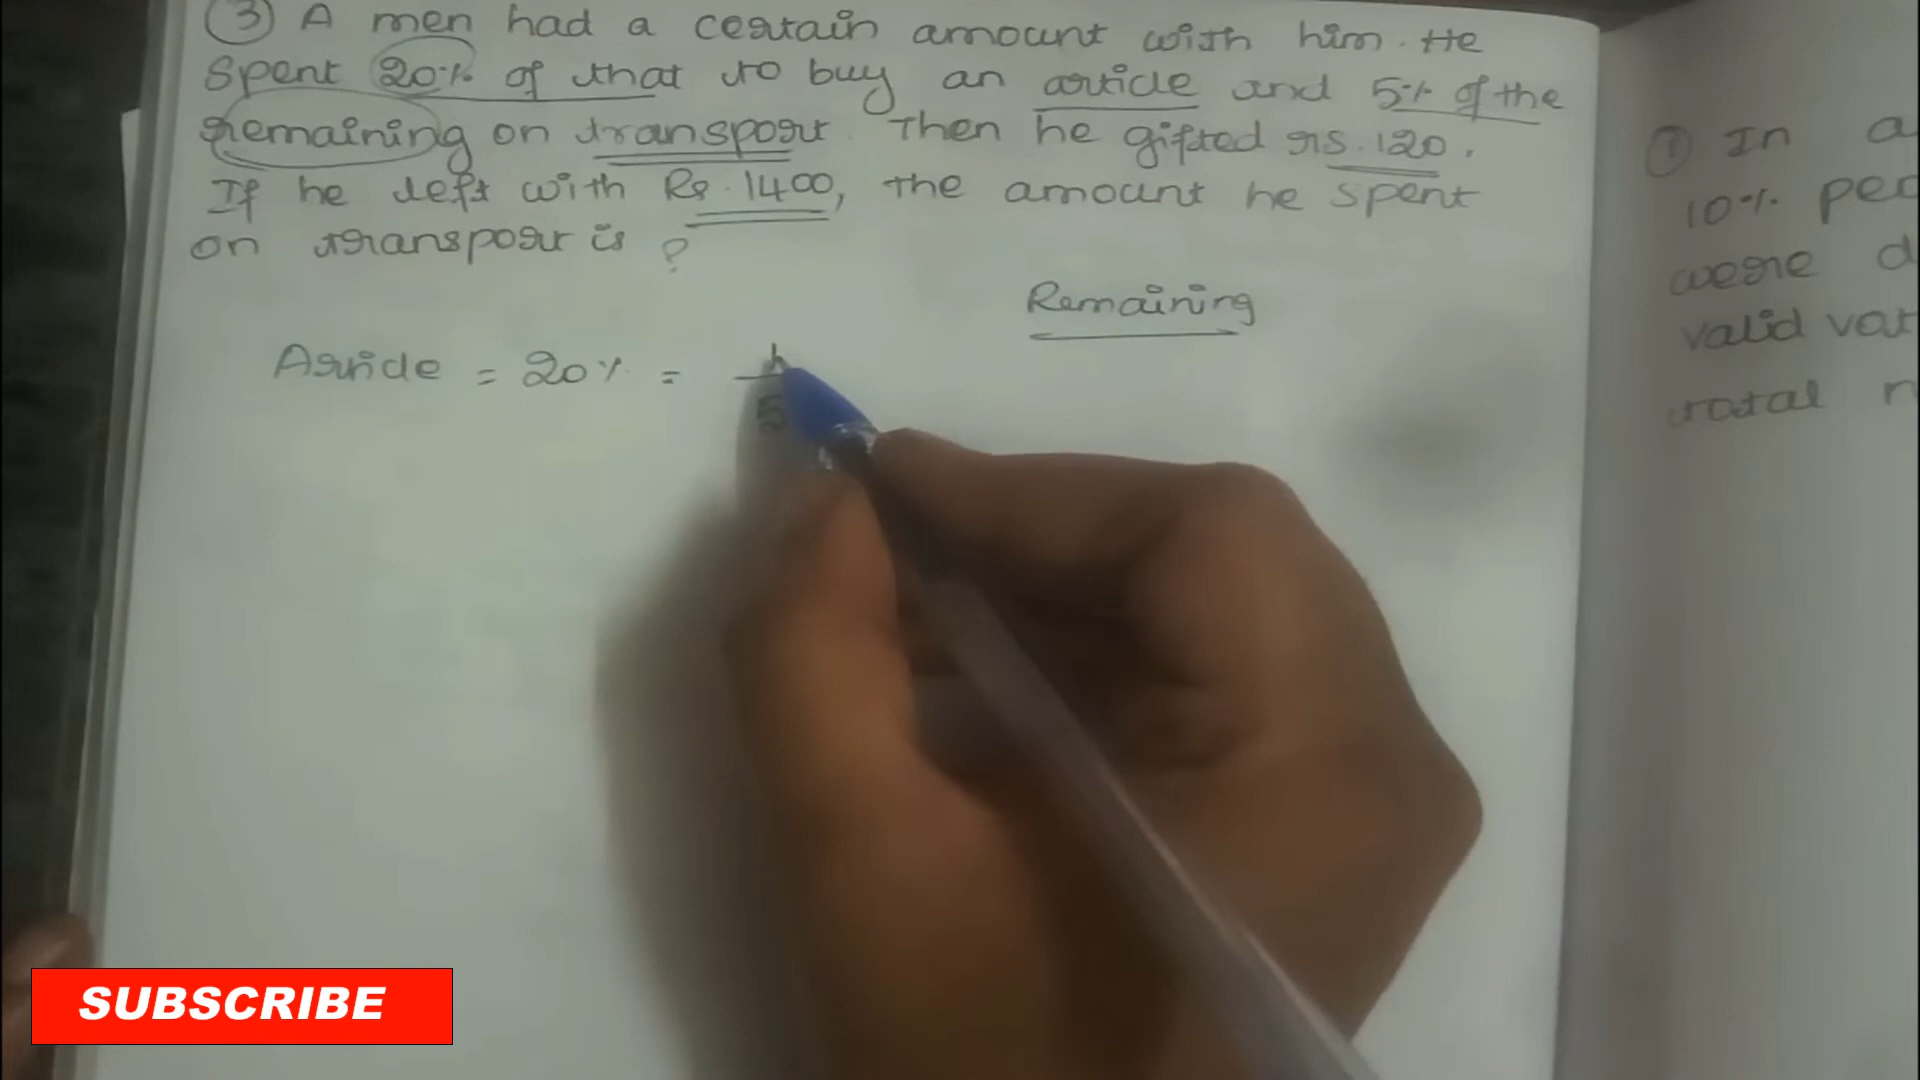 ③ A men had a certain amount with him. He
spent 20% of that to buy an article and 5% of the
remaining on transport. Then he gifted rs. 120.
If he left with Rs. 1400, the amount he spent
on transport is ?
Remaining
Article = 20% = 1/5
① In a
10%
were d
valid vot
total n
SUBSCRIBE